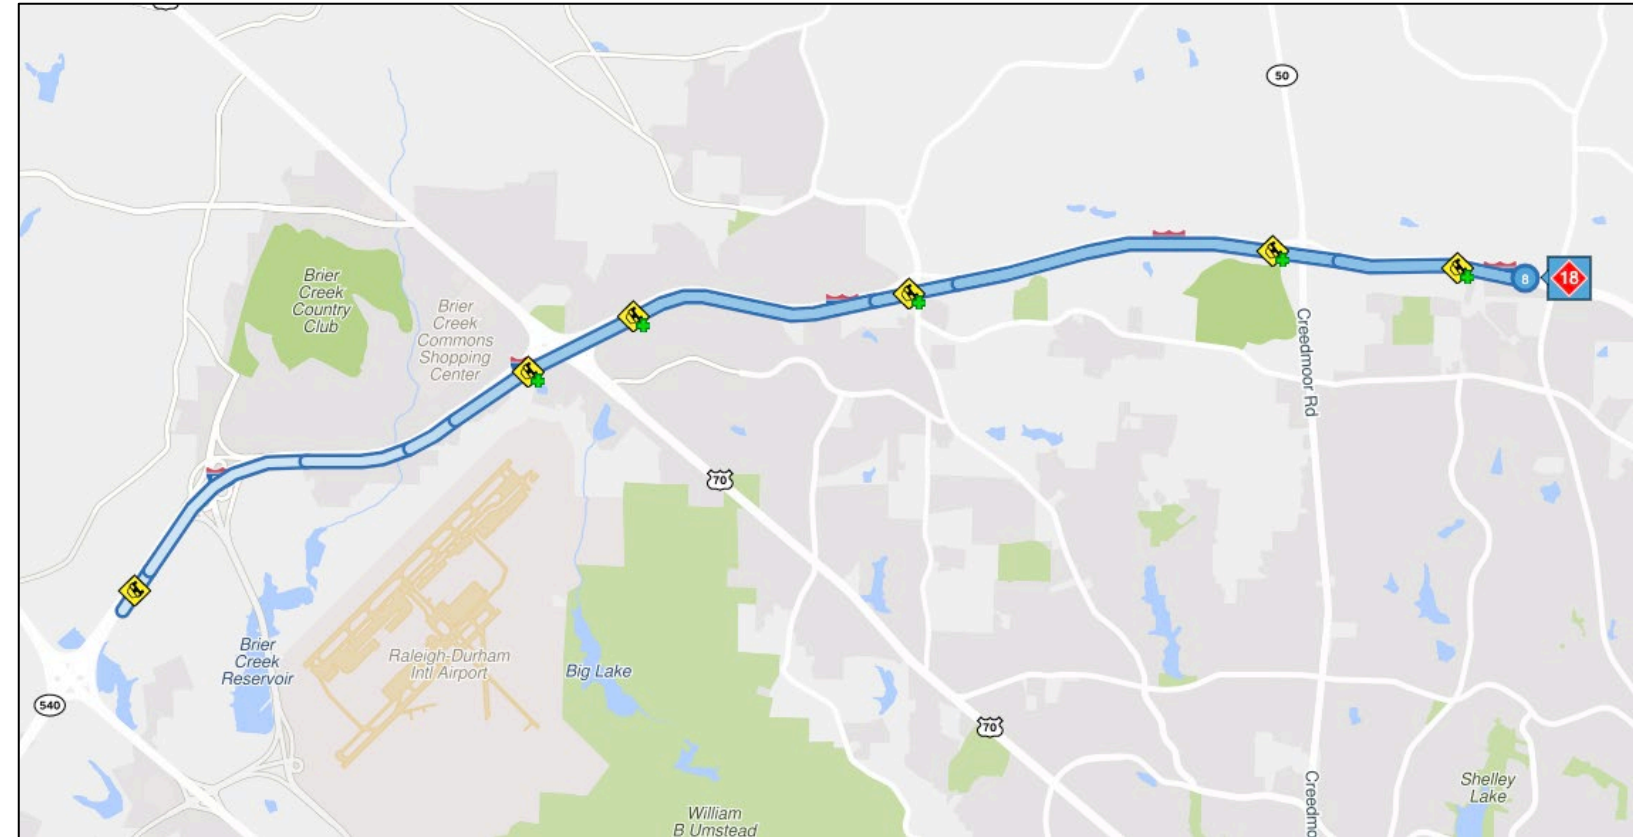 50
Brier
Creek
Country
Club
Brier
Creek
Commons
Shopping
Center
8
18
Creedmoor Rd
70
Brier
Creek
Reservoir
Raleigh-Durham
Intl Airport
Big Lake
540
70
Creedmo
Shelley
Lake
William
B Umstead